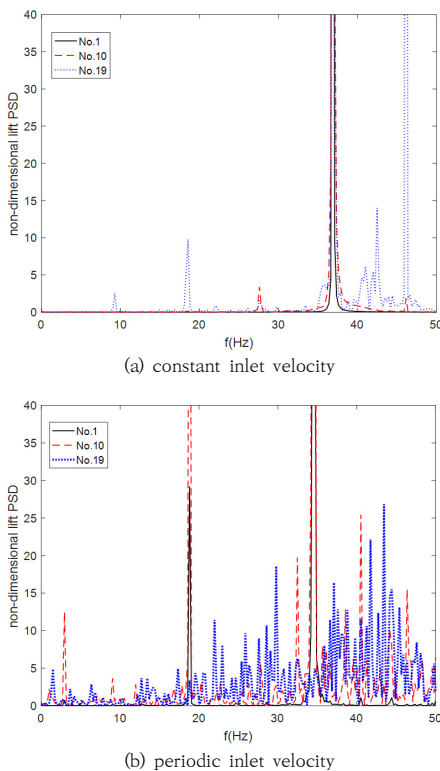 40
35
30
25
20
15
10
5
0
non-dimensional lift PSD
No.1
No.10
No.19
0 10 20 30 40 50
f(Hz)
(a) constant inlet velocity
40
35
30
25
20
15
10
5
0
non-dimensional lift PSD
No.1
No.10
No.19
0 10 20 30 40 50
f(Hz)
(b) periodic inlet velocity